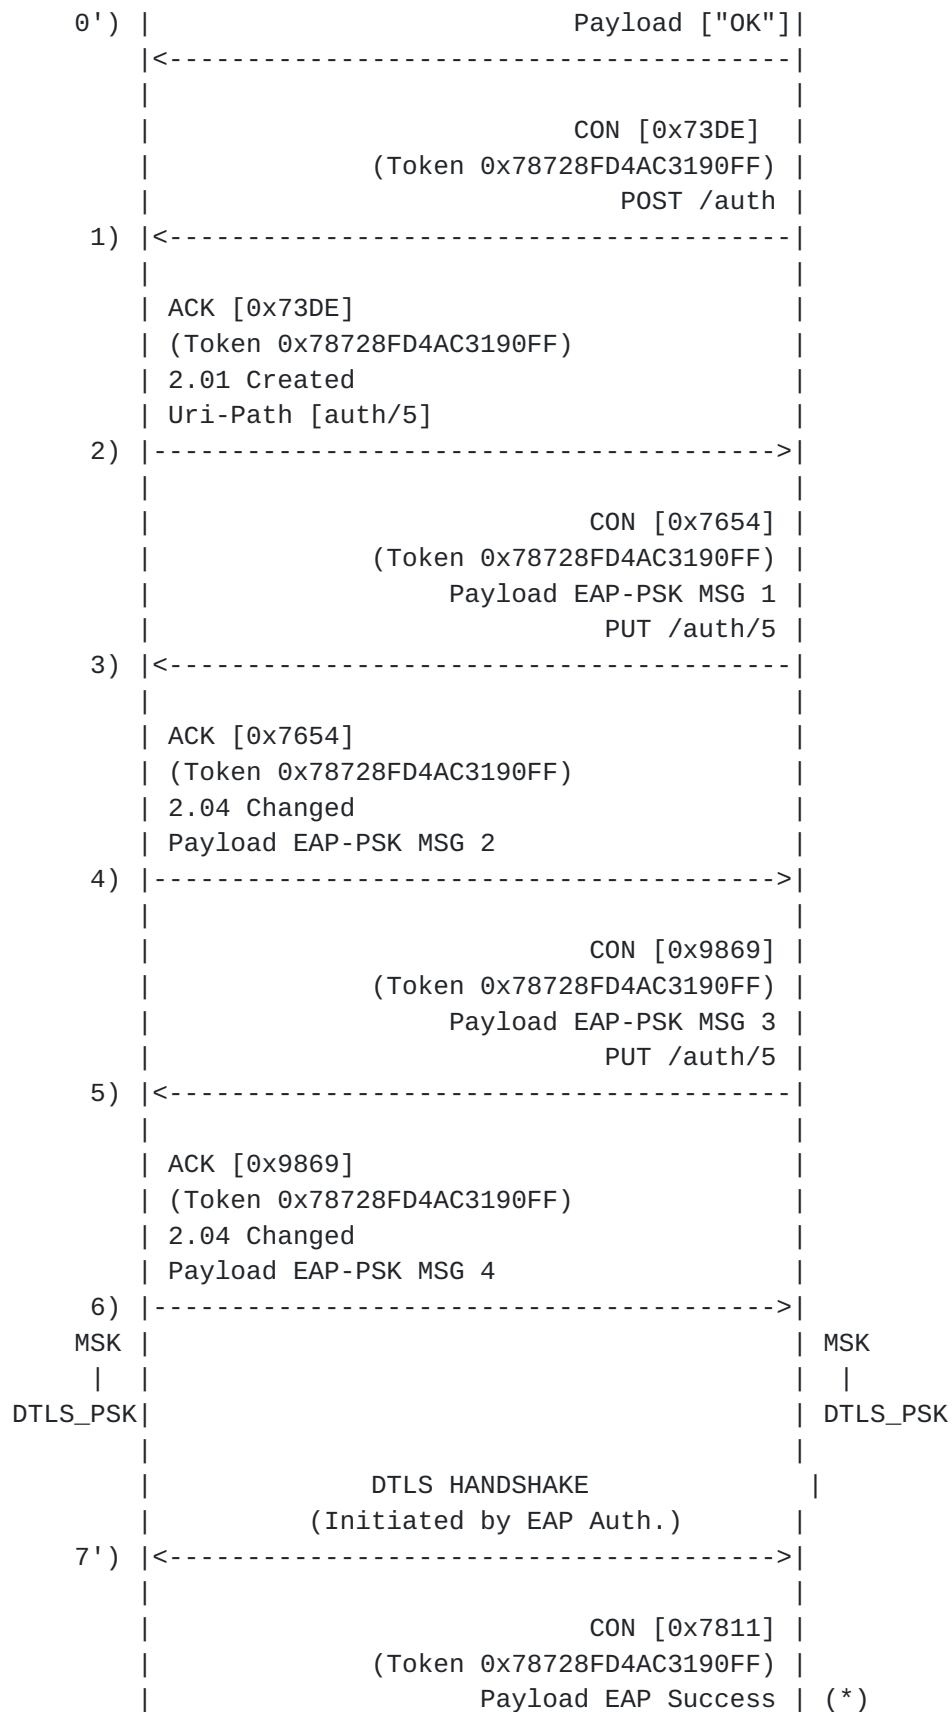 0') |                           Payload ["OK"]|
    |<----------------------------------------|
    |                                         |
    |                           CON [0x73DE]  |
    |              (Token 0x78728FD4AC3190FF) |
    |                              POST /auth |
 1) |<----------------------------------------|
    |                                         |
    | ACK [0x73DE]                            |
    | (Token 0x78728FD4AC3190FF)              |
    | 2.01 Created                            |
    | Uri-Path [auth/5]                       |
 2) |---------------------------------------->|
    |                                         |
    |                            CON [0x7654] |
    |              (Token 0x78728FD4AC3190FF) |
    |                   Payload EAP-PSK MSG 1 |
    |                             PUT /auth/5 |
 3) |<----------------------------------------|
    |                                         |
    | ACK [0x7654]                            |
    | (Token 0x78728FD4AC3190FF)              |
    | 2.04 Changed                            |
    | Payload EAP-PSK MSG 2                   |
 4) |---------------------------------------->|
    |                                         |
    |                            CON [0x9869] |
    |              (Token 0x78728FD4AC3190FF) |
    |                   Payload EAP-PSK MSG 3 |
    |                             PUT /auth/5 |
 5) |<----------------------------------------|
    |                                         |
    | ACK [0x9869]                            |
    | (Token 0x78728FD4AC3190FF)              |
    | 2.04 Changed                            |
    | Payload EAP-PSK MSG 4                   |
 6) |---------------------------------------->|
MSK |                                         | MSK
 |  |                                         |  |
DTLS_PSK|                                         | DTLS_PSK
    |                                         |
    |              DTLS HANDSHAKE              |
    |          (Initiated by EAP Auth.)       |
7') |<--------------------------------------->|
    |                                         |
    |                            CON [0x7811] |
    |              (Token 0x78728FD4AC3190FF) |
    |                     Payload EAP Success | (*)